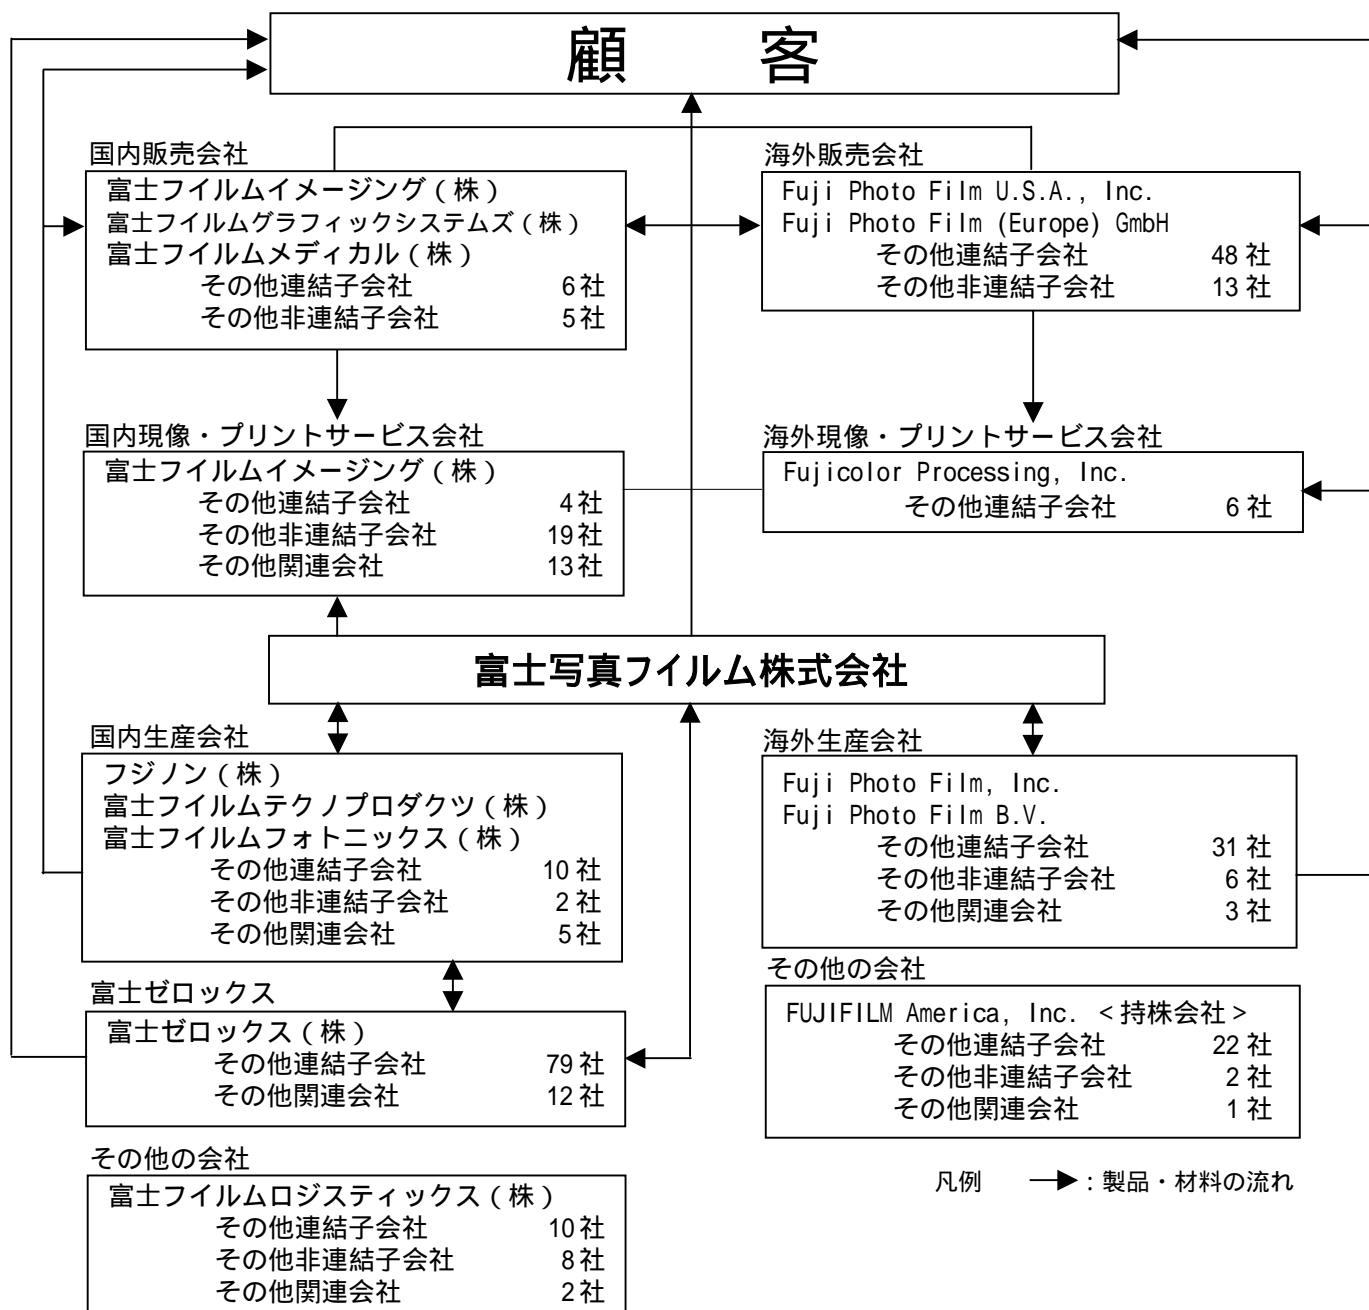 顧　客
国内販売会社
富士フイルムイメージング（株）
富士フイルムグラフィックシステムズ（株）
富士フイルムメディカル（株）
その他連結子会社 6社
その他非連結子会社 5社
海外販売会社
Fuji Photo Film U.S.A., Inc.
Fuji Photo Film (Europe) GmbH
その他連結子会社 48社
その他非連結子会社 13社
国内現像・プリントサービス会社
富士フイルムイメージング（株）
その他連結子会社 4社
その他非連結子会社 19社
その他関連会社 13社
海外現像・プリントサービス会社
Fujicolor Processing, Inc.
その他連結子会社 6社
富士写真フイルム株式会社
国内生産会社
フジノン（株）
富士フイルムテクノプロダクツ（株）
富士フイルムフォトニックス（株）
その他連結子会社 10社
その他非連結子会社 2社
その他関連会社 5社
海外生産会社
Fuji Photo Film, Inc.
Fuji Photo Film B.V.
その他連結子会社 31社
その他非連結子会社 6社
その他関連会社 3社
富士ゼロックス
富士ゼロックス（株）
その他連結子会社 79社
その他関連会社 12社
その他の会社
FUJIFILM America, Inc. ＜持株会社＞
その他連結子会社 22社
その他非連結子会社 2社
その他関連会社 1社
その他の会社
富士フイルムロジスティックス（株）
その他連結子会社 10社
その他非連結子会社 8社
その他関連会社 2社
凡例 ：製品・材料の流れ